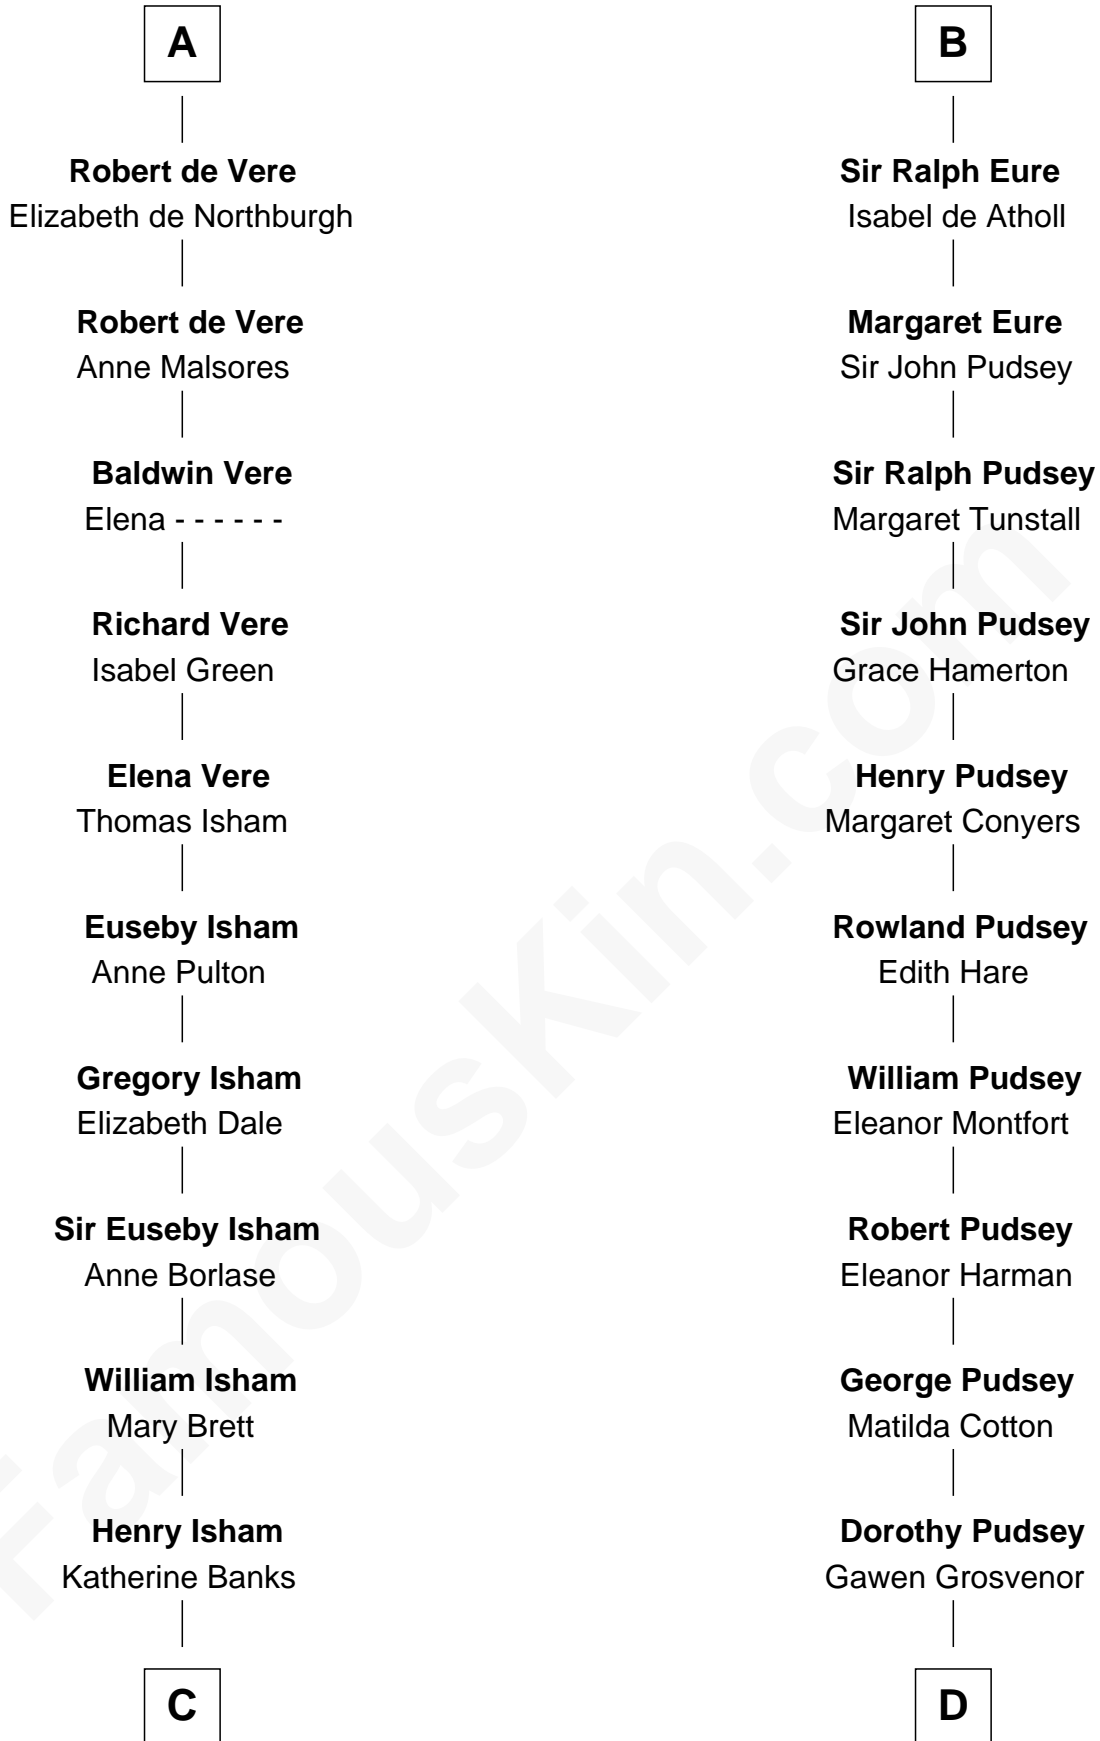 A
Robert de Vere
Elizabeth de Northburgh
Robert de Vere
Anne Malsores
Baldwin Vere
Elena - - - - - -
Richard Vere
Isabel Green
Elena Vere
Thomas Isham
Euseby Isham
Anne Pulton
Gregory Isham
Elizabeth Dale
Sir Euseby Isham
Anne Borlase
William Isham
Mary Brett
Henry Isham
Katherine Banks
C
B
Sir Ralph Eure
Isabel de Atholl
Margaret Eure
Sir John Pudsey
Sir Ralph Pudsey
Margaret Tunstall
Sir John Pudsey
Grace Hamerton
Henry Pudsey
Margaret Conyers
Rowland Pudsey
Edith Hare
William Pudsey
Eleanor Montfort
Robert Pudsey
Eleanor Harman
George Pudsey
Matilda Cotton
Dorothy Pudsey
Gawen Grosvenor
D
FamousKin.com